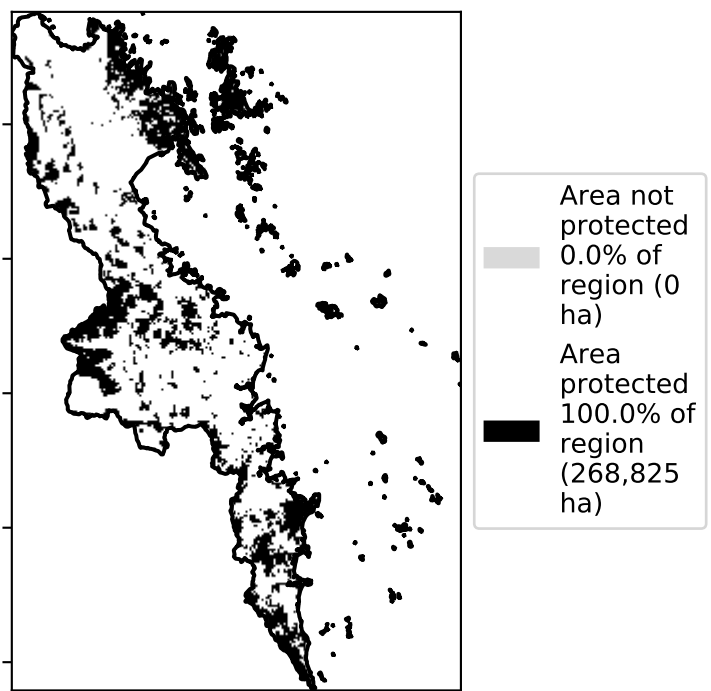 Area not
protected
0.0% of
region (0
ha)
Area
protected
100.0% of
region
(268,825
ha)